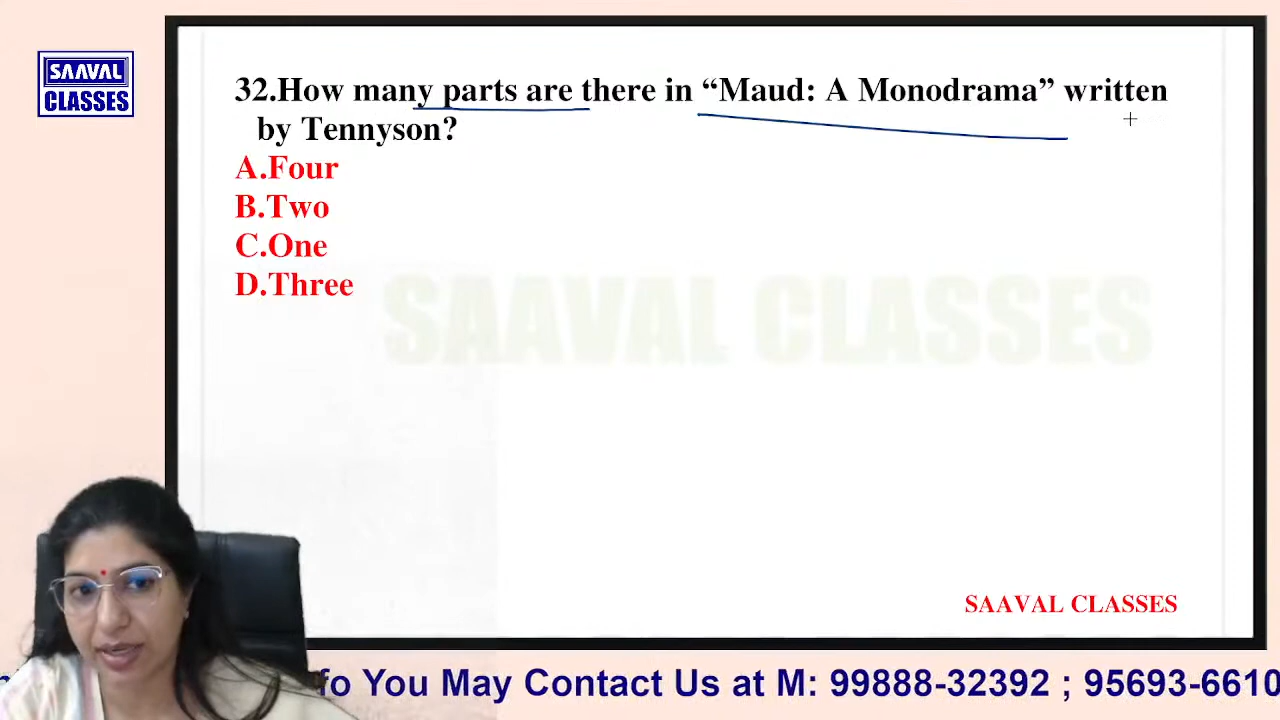 SAAVAL
CLASSES
32.How many parts are there in “Maud: A Monodrama” written
by Tennyson?
A.Four
B.Two
C.One
D.Three
SAAVAL CLASSES
SAAVAL CLASSES
fo You May Contact Us at M: 99888-32392 ; 95693-6610